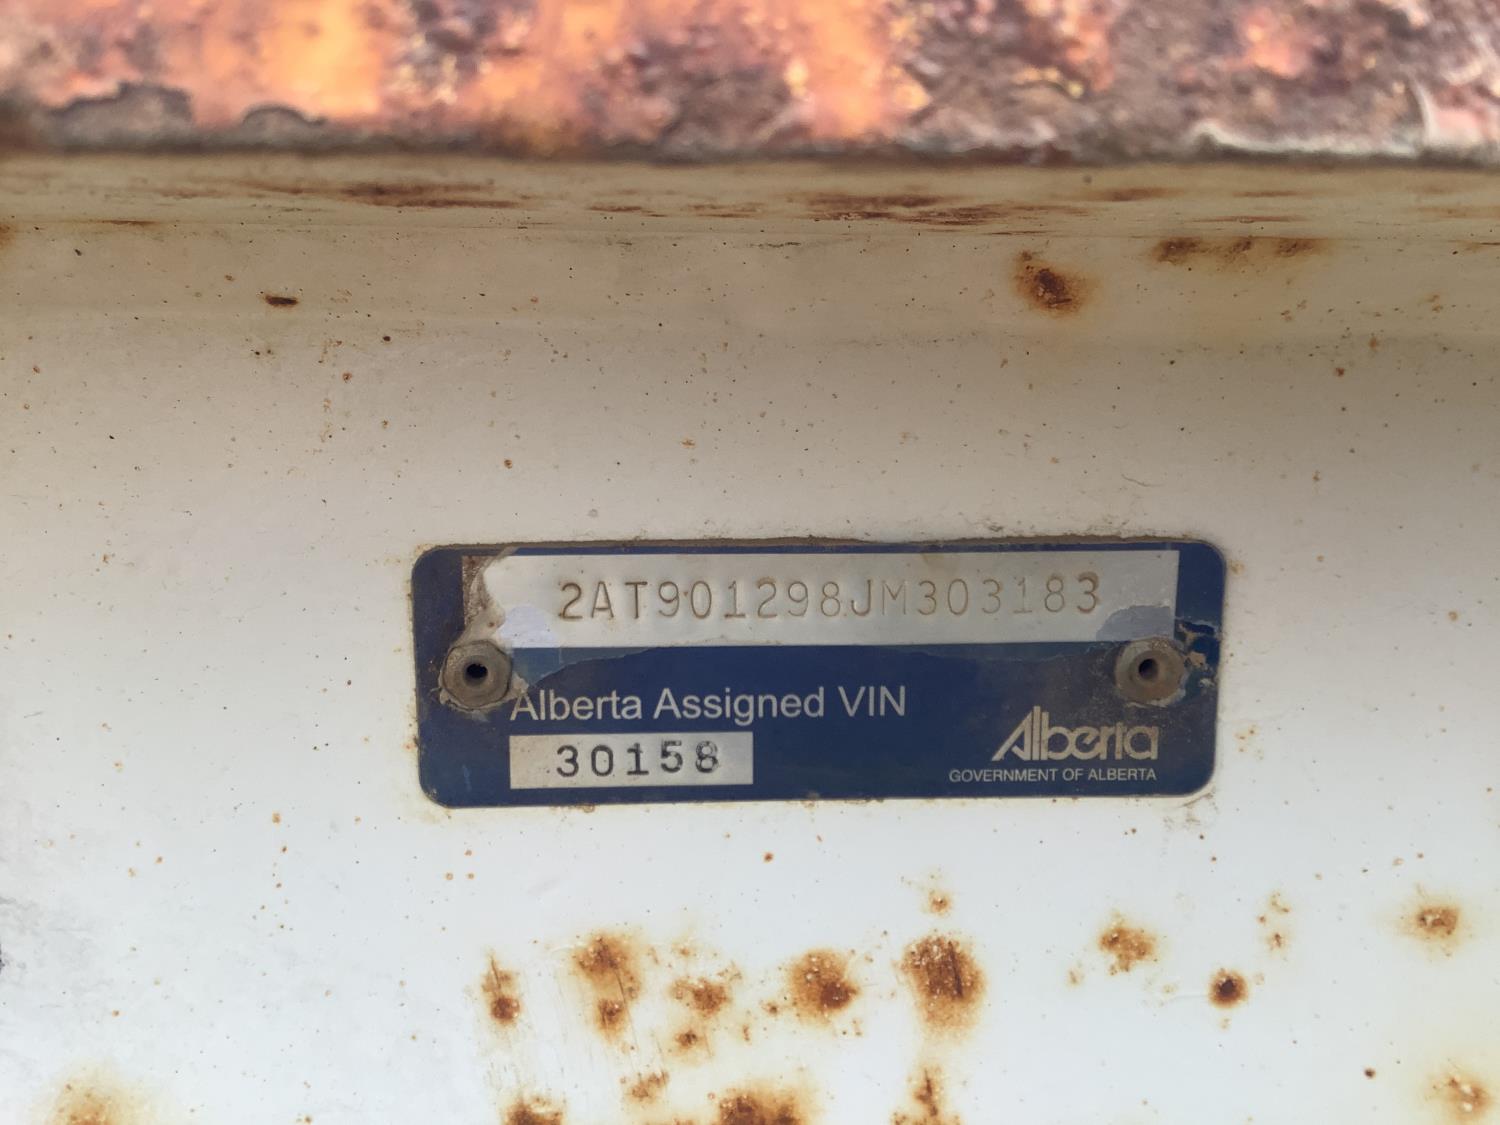 2AT901298JM303183
Alberta Assigned VIN
30158
Alberta
GOVERNMENT OF ALBERTA